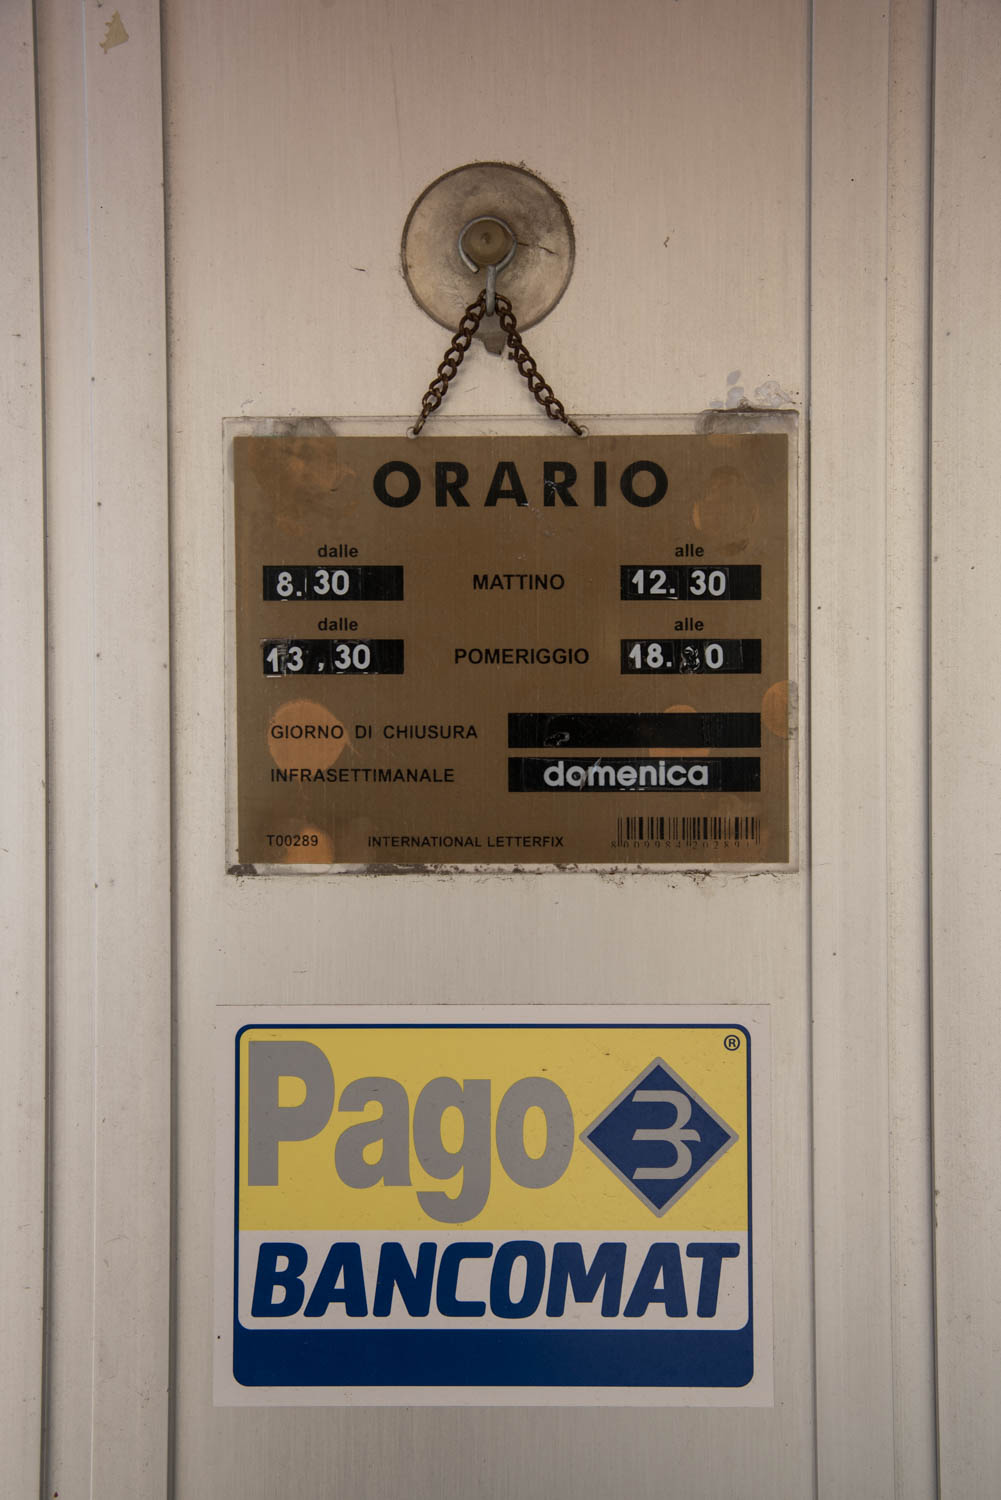 ORARIO
dalle alle
8.30 MATTINO 12.30
dalle alle
13,30 POMERIGGIO
GIORNO DI CHIUSURA
INFRASETTIMANALE domenica
T00289 INTERNATIONAL LETTERFIX
Pago ®
BANCOMAT